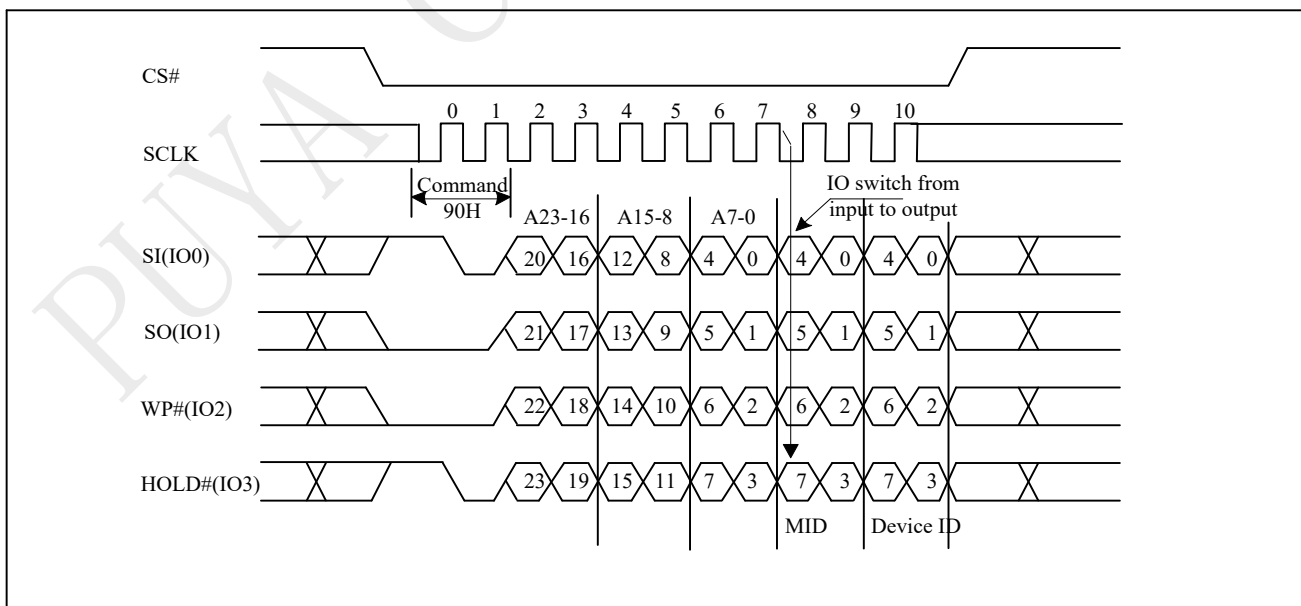 PUYA
CS#
0 1 2 3 4 5 6 7 8 9 10
SCLK
Command
90H
IO switch from
input to output
A23-16 A15-8 A7-0
SI(IO0) 20 16 12 8 4 0 4 0 4 0
SO(IO1) 21 17 13 9 5 1 5 1 5 1
WP#(IO2) 22 18 14 10 6 2 6 2 6 2
HOLD#(IO3) 23 19 15 11 7 3 7 3 7 3
MID Device ID